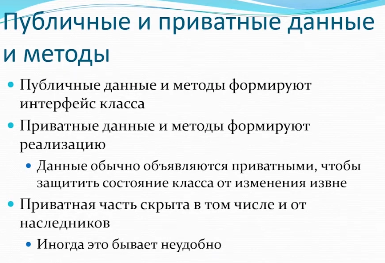 Публичные и приватные данные
и методы
Публичные данные и методы формируют
интерфейс класса
Приватные данные и методы формируют
реализацию
Данные обычно объявляются приватными, чтобы
защитить состояние класса от изменения извне
Приватная часть скрыта в том числе и от
наследников
Иногда это бывает неудобно